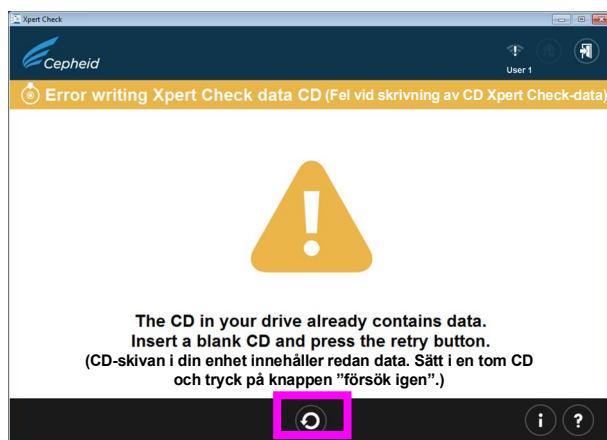 Xpert Check
Cepheid
User 1
Error writing Xpert Check data CD (Fel vid skrivning av CD Xpert Check-data)
The CD in your drive already contains data.
Insert a blank CD and press the retry button.
(CD-skivan i din enhet innehåller redan data. Sätt i en tom CD
och tryck på knappen ”försök igen”.)
i ?